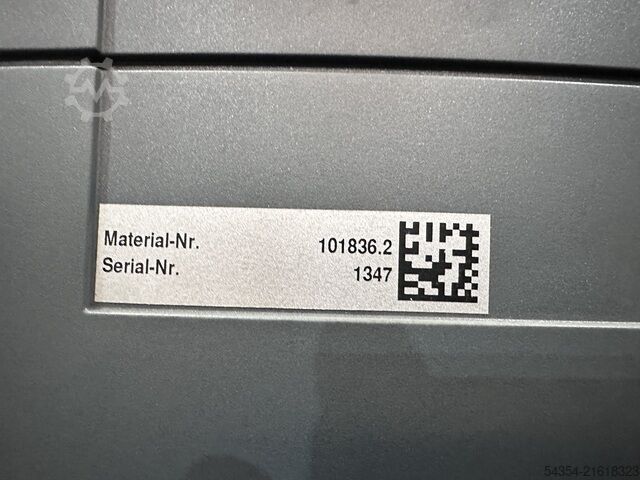 Material-Nr. 101836.2
Serial-Nr. 1347
54354-21618323